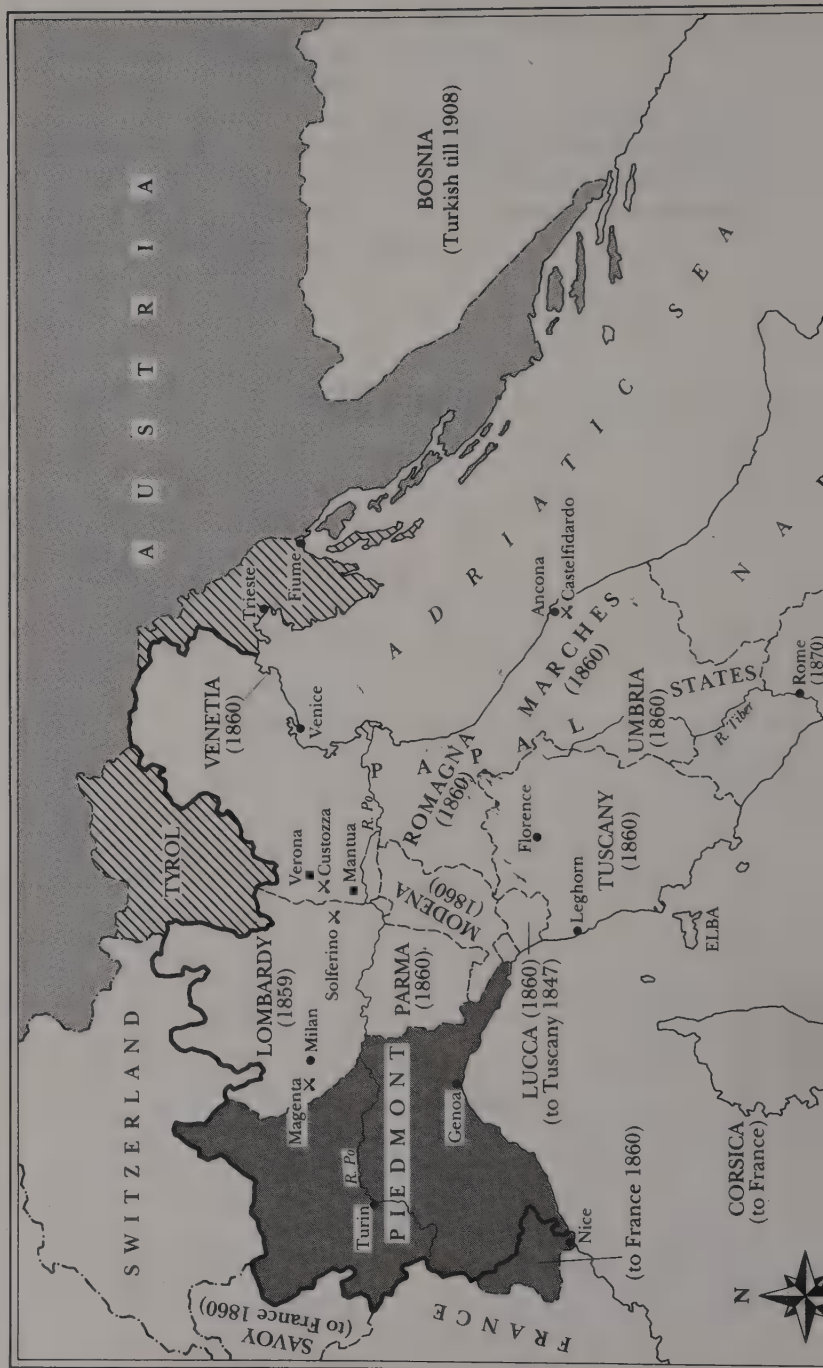 AUSTRIA
BOSNIA
(Turkish till 1908)
SWITZERLAND
TYROL
Trieste
Fiume
VENETIA
(1860)
Venice
LOMBARDY
(1859)
Milan
Magenta
Solferino
Verona
Custozza
Mantua
R. Po
SAVOY
(to France 1860)
Turin
R. Po
PIEDMONT
Genoa
FRANCE
Nice
(to France 1860)
PARMA
(1860)
MODENA
(1860)
ROMAGNA
(1860)
PAPAL STATES
LUCCA (1860)
(to Tuscany 1847)
Florence
Leghorn
TUSCANY
(1860)
ELBA
MARCHES
(1860)
UMBRIA
(1860)
Ancona
Castelfidardo
R. Tiber
Rome
(1870)
ADRIATIC SEA
CORSICA
(to France)
N
N A